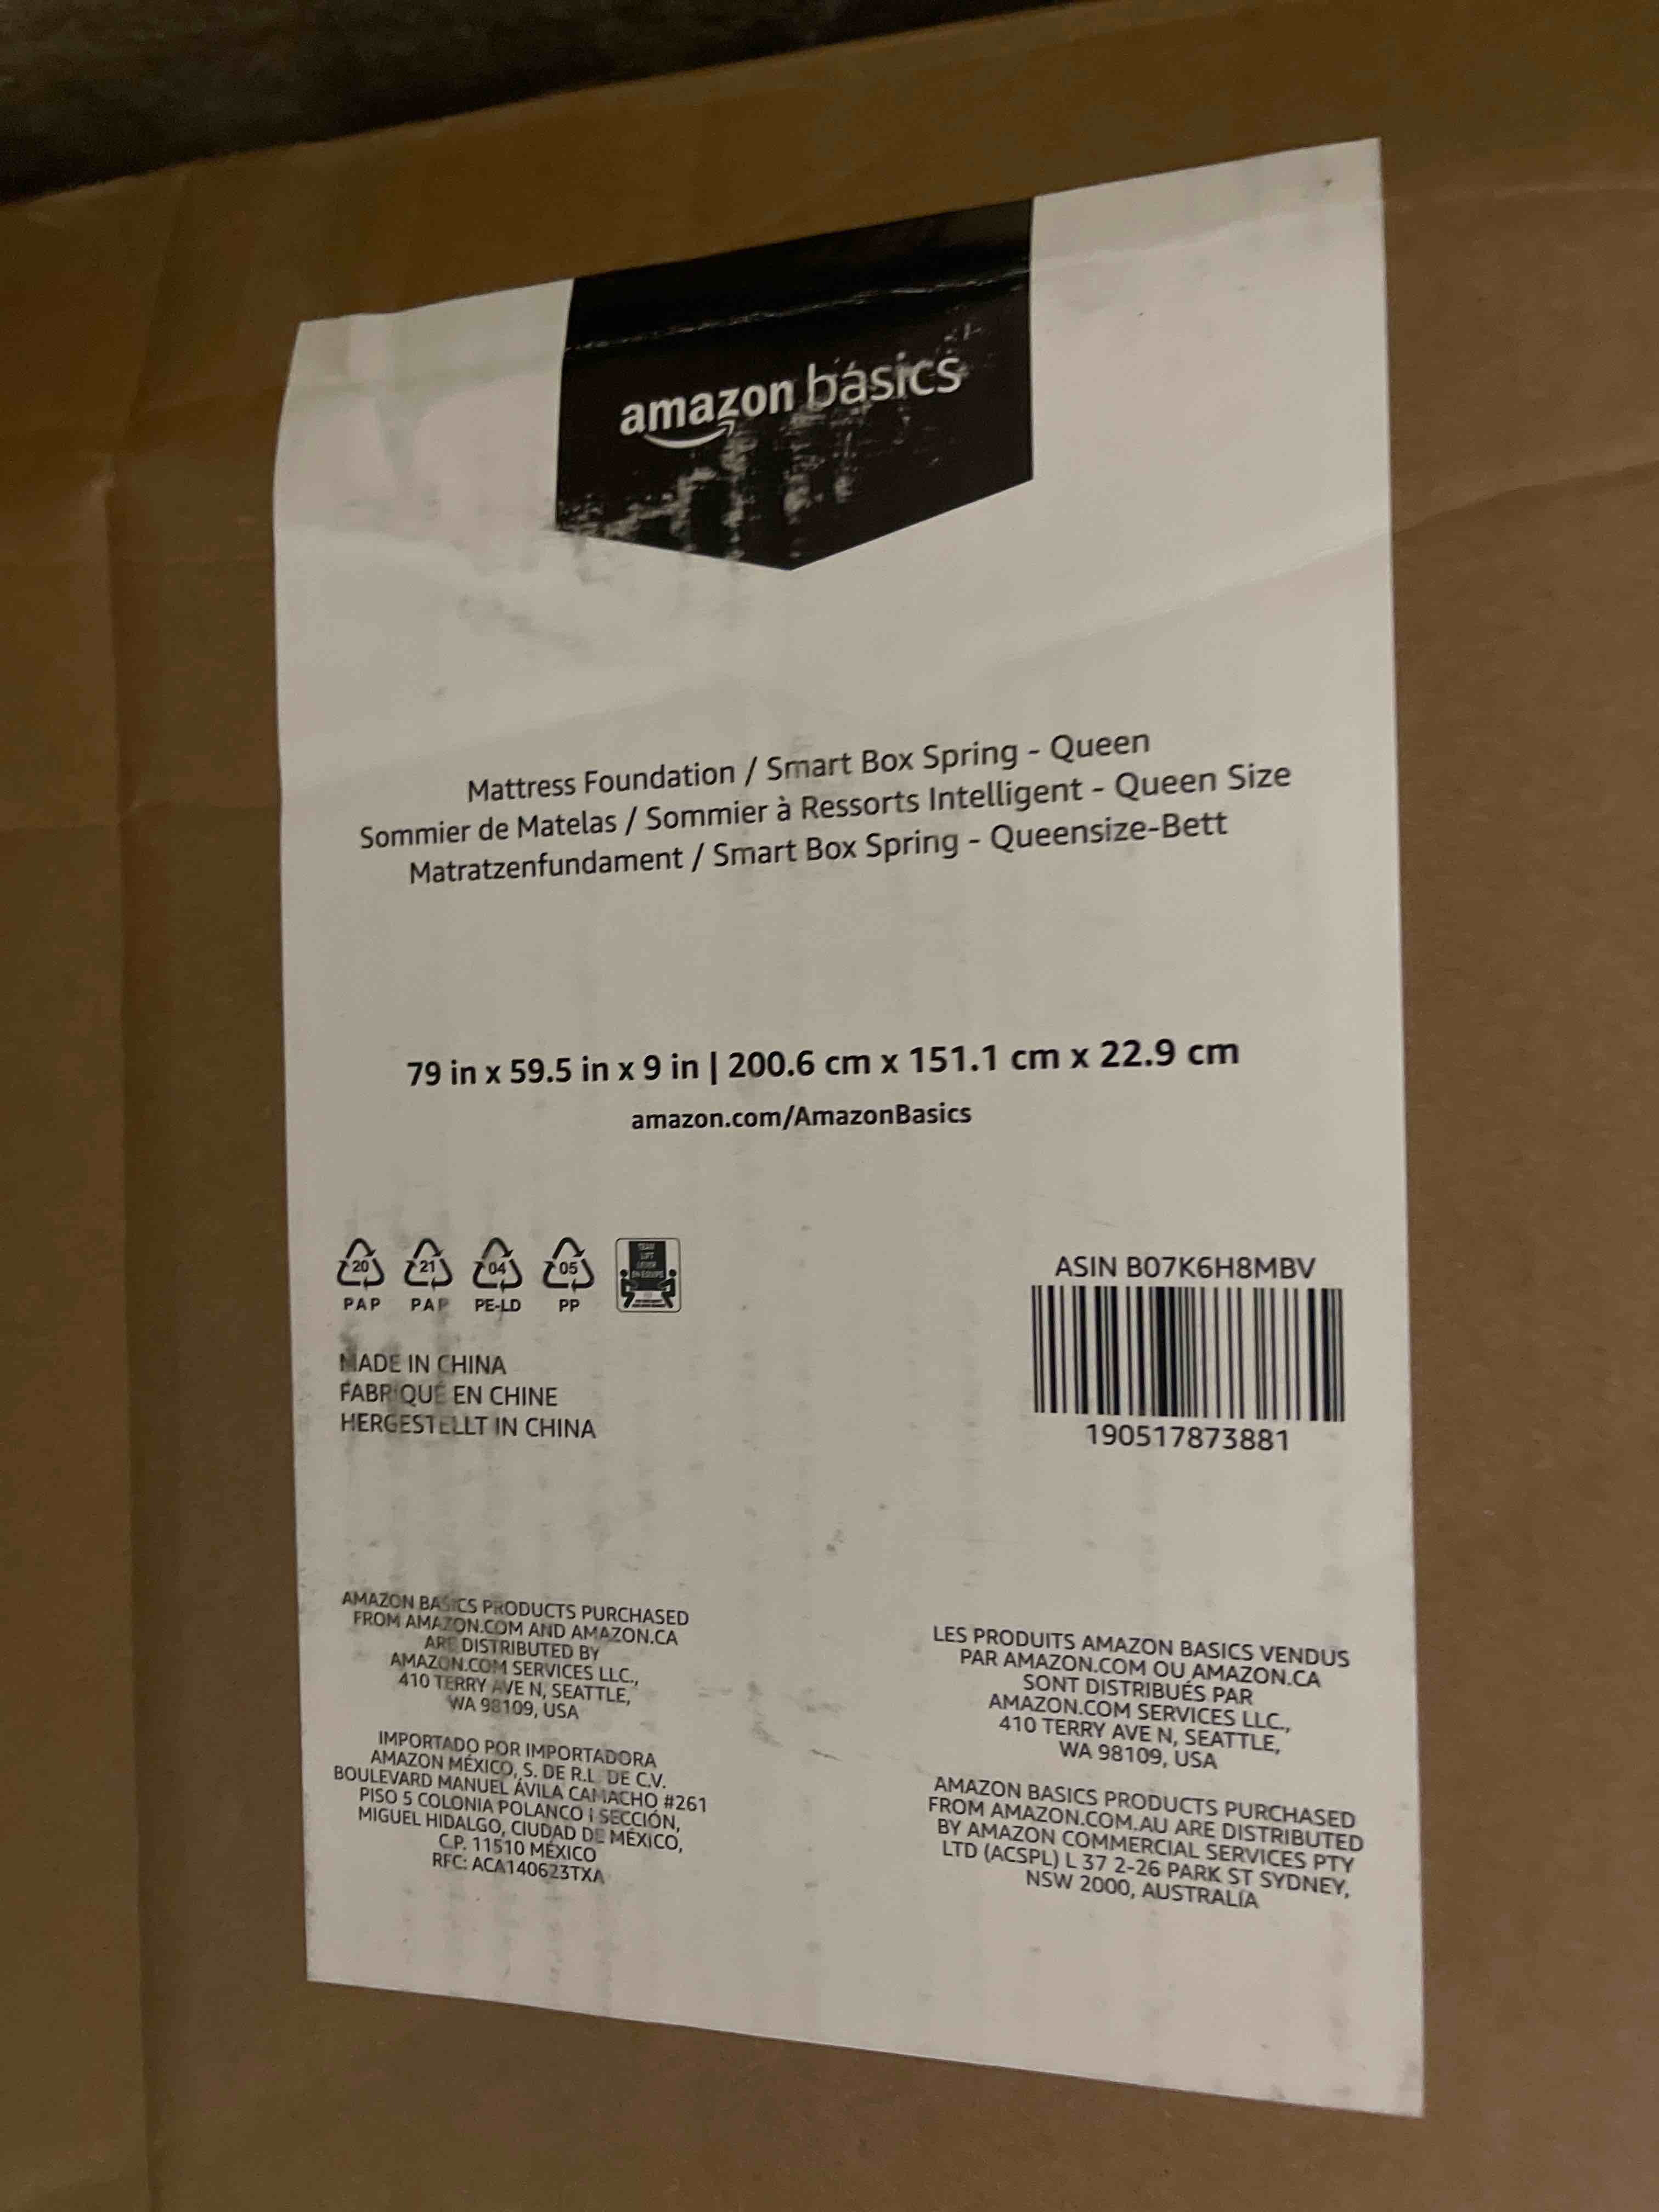 amazon basics
Mattress Foundation / Smart Box Spring - Queen
Sommier de Matelas / Sommier à Ressorts Intelligent - Queen Size
Matratzenfundament / Smart Box Spring - Queensize-Bett
79 in x 59.5 in x 9 in | 200.6 cm x 151.1 cm x 22.9 cm
amazon.com/AmazonBasics
20 21 04 05
PAP PAP PE-LD PP
TEAM
LIFT
LEVER
EN ÉQUIPE
MADE IN CHINA
FABRIQUÉ EN CHINE
HERGESTELLT IN CHINA
ASIN B07K6H8MBV
190517873881
AMAZON BASICS PRODUCTS PURCHASED
FROM AMAZON.COM AND AMAZON.CA
ARE DISTRIBUTED BY
AMAZON.COM SERVICES LLC.,
410 TERRY AVE N, SEATTLE,
WA 98109, USA
IMPORTADO POR IMPORTADORA
AMAZON MÉXICO, S. DE R.L. DE C.V.
BOULEVARD MANUEL ÁVILA CAMACHO #261
PISO 5 COLONIA POLANCO I SECCIÓN,
MIGUEL HIDALGO, CIUDAD DE MÉXICO,
C.P. 11510 MÉXICO
RFC: ACA140623TXA
LES PRODUITS AMAZON BASICS VENDUS
PAR AMAZON.COM OU AMAZON.CA
SONT DISTRIBUÉS PAR
AMAZON.COM SERVICES LLC.,
410 TERRY AVE N, SEATTLE,
WA 98109, USA
AMAZON BASICS PRODUCTS PURCHASED
FROM AMAZON.COM.AU ARE DISTRIBUTED
BY AMAZON COMMERCIAL SERVICES PTY
LTD (ACSPL) L 37 2-26 PARK ST SYDNEY,
NSW 2000, AUSTRALIA